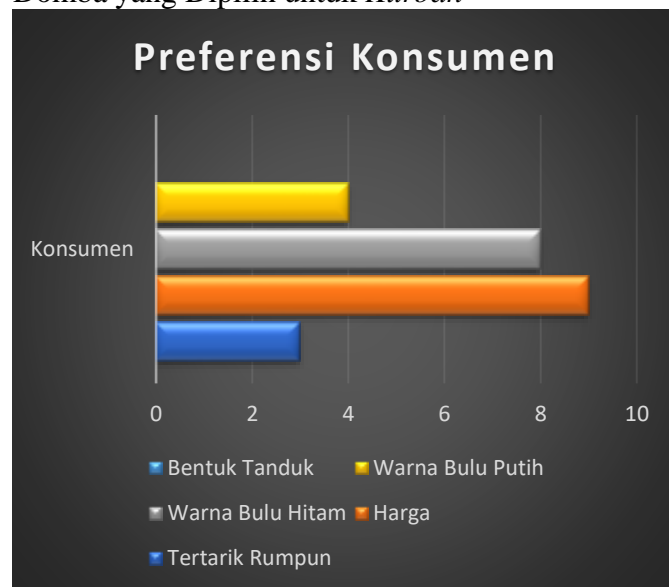 Domba yang Dipilih untuk Kurban
Preferensi Konsumen
Konsumen
0 2 4 6 8 10
Bentuk Tanduk Warna Bulu Putih
Warna Bulu Hitam Harga
Tertarik Rumpun